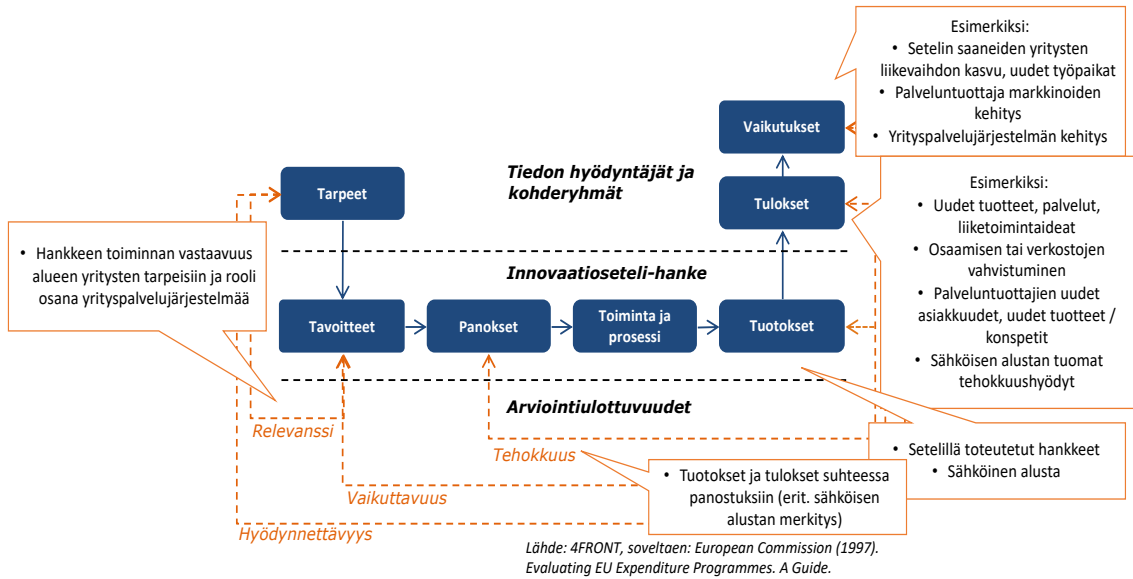 Esimerkiksi:
• Setelin saaneiden yritysten
liikevaihdon kasvu, uudet työpaikat
• Palveluntuottaja markkinoiden
kehitys
• Yrityspalvelujärjestelmän kehitys
Vaikutukset
Tiedon hyödyntäjät ja
kohderyhmät
Tarpeet
Tulokset
Esimerkiksi:
• Uudet tuotteet, palvelut,
liiketoimintaideat
• Osaamisen tai verkostojen
vahvistuminen
• Palveluntuottajien uudet
asiakkuudet, uudet tuotteet /
konspetit
• Sähköisen alustan tuomat
tehokkuushyödyt
• Hankkeen toiminnan vastaavuus
alueen yritysten tarpeisiin ja rooli
osana yrityspalvelujärjestelmää
Innovaatioseteli-hanke
Tavoitteet
Panokset
Toiminta ja
prosessi
Tuotokset
Arviointiulottuvuudet
Relevanssi
Tehokkuus
Vaikuttavuus
Hyödynnettävyys
• Setelillä toteutetut hankkeet
• Sähköinen alusta
• Tuotokset ja tulokset suhteessa
panostuksiin (erit. sähköisen
alustan merkitys)
Lähde: 4FRONT, soveltaen: European Commission (1997).
Evaluating EU Expenditure Programmes. A Guide.